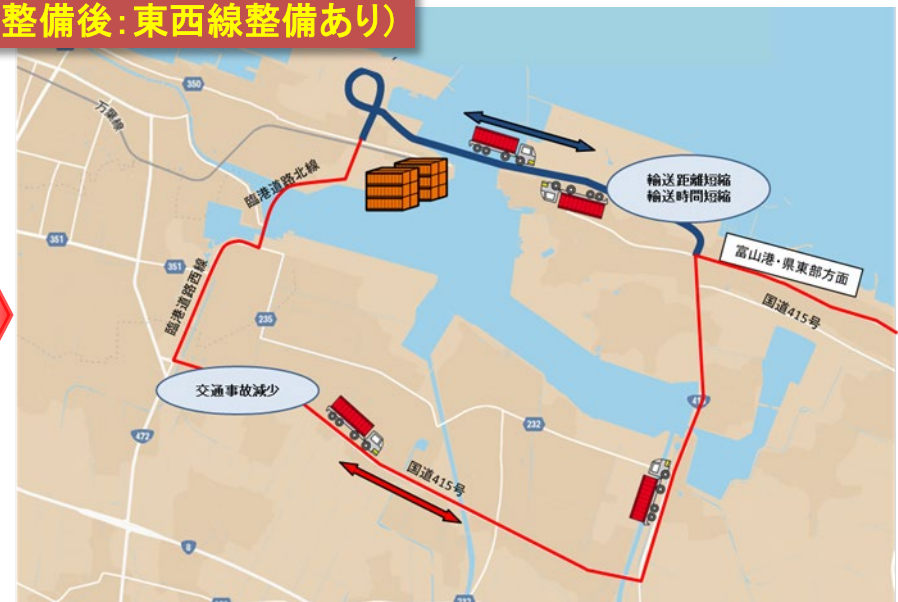 整備後：東西線整備あり）
350
万葉線
臨港道路北線
輸送距離短縮
輸送時間短縮
351
351
富山港・県東部方面
臨港道路西線
国道415号
235
交通事故減少
472
232
国道415号
8
232